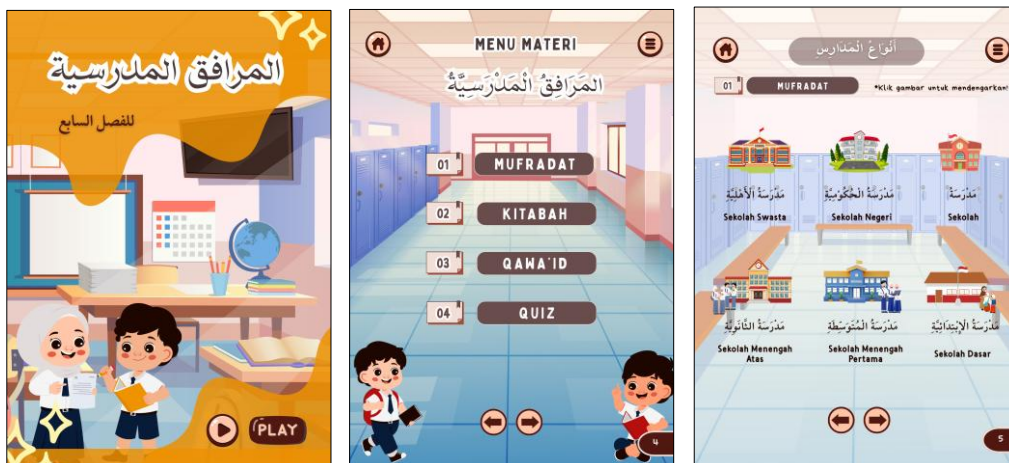 المرافق المدرسية
للفصل السابع
PLAY
MENU MATERI
المَرَافِقُ الْمَدْرَسِيَّةُ
01 MUFRADAT
02 KITABAH
03 QAWA'ID
04 QUIZ
4
أَنْوَاعُ الْمَدَارِسِ
01 MUFRADAT *Klik gambar untuk mendengarkan!
مَدْرَسَةُ الْأَهْلِيَّةِ مَدْرَسَةُ الْحُكُوْمِيَّةِ مَدْرَسَةٌ
Sekolah Swasta Sekolah Negeri Sekolah
مَدْرَسَةُ الثَّانَوِيَّةِ مَدْرَسَةُ الْمُتَوَسِّطَةِ مَدْرَسَةُ الْإِبْتِدَائِيَّةِ
Sekolah Menengah Atas Sekolah Menengah Pertama Sekolah Dasar
5